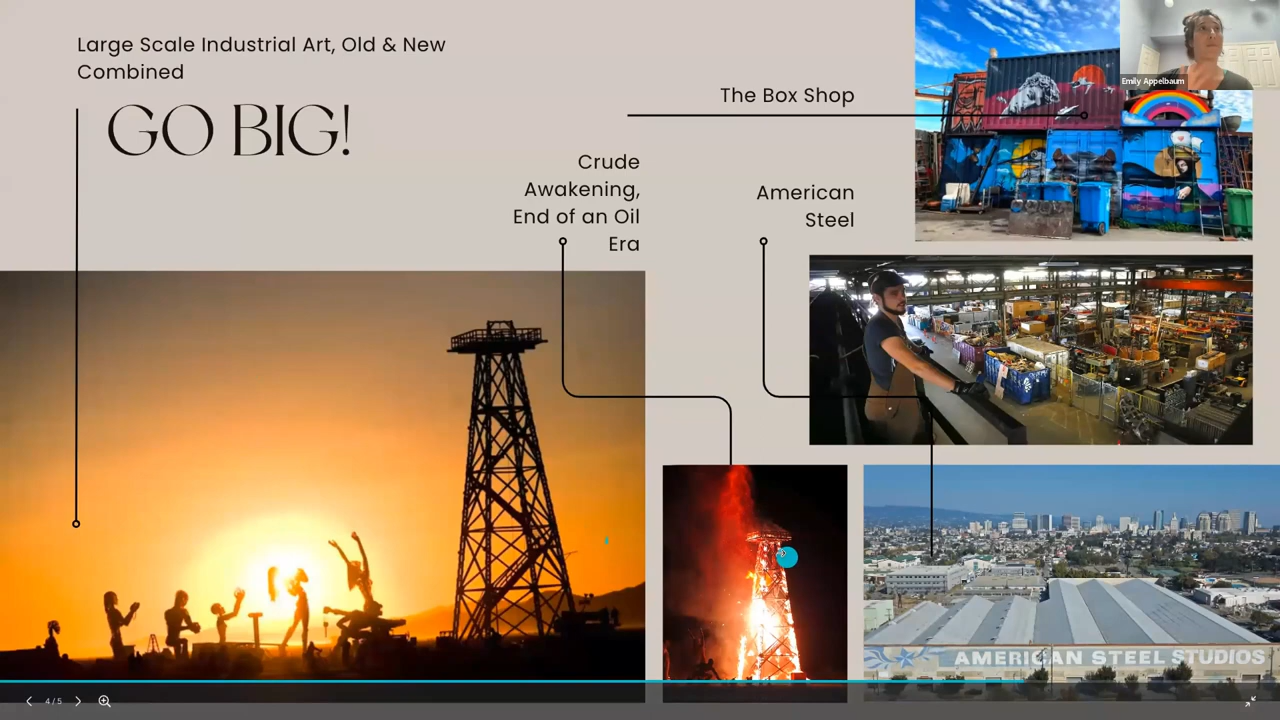 Large Scale Industrial Art, Old & New
Combined
GO BIG!
The Box Shop
Crude
Awakening,
End of an Oil
Era
American
Steel
Emily Appelbaum
AMERICAN STEEL STUDIOS
4 / 5